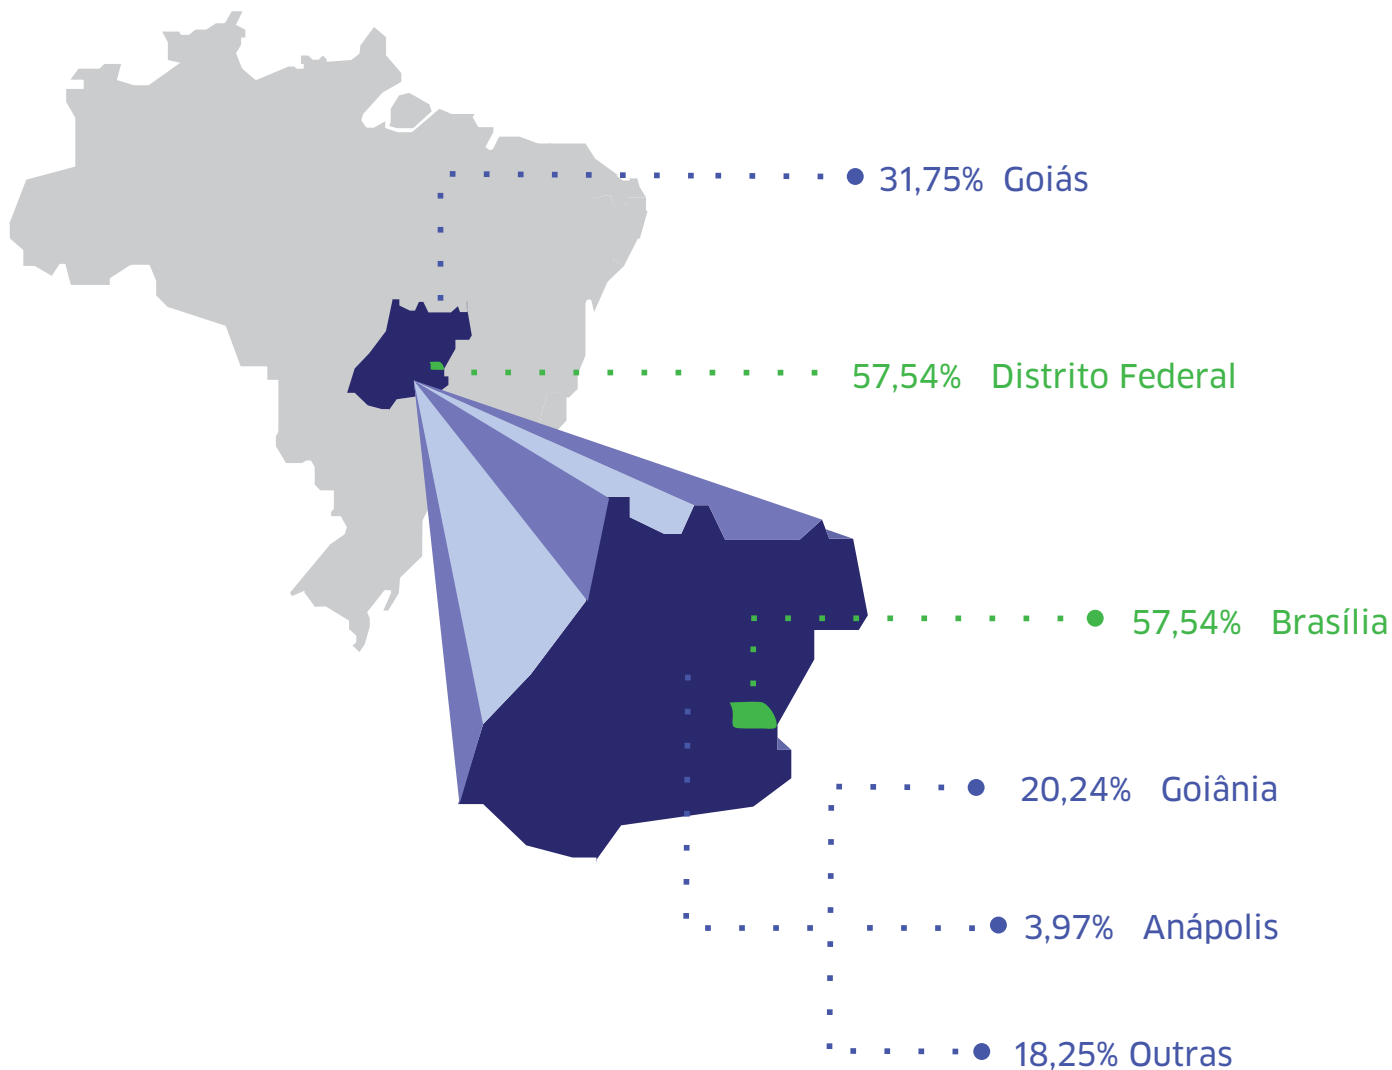 31,75% Goiás
57,54% Distrito Federal
57,54% Brasília
20,24% Goiânia
3,97% Anápolis
18,25% Outras